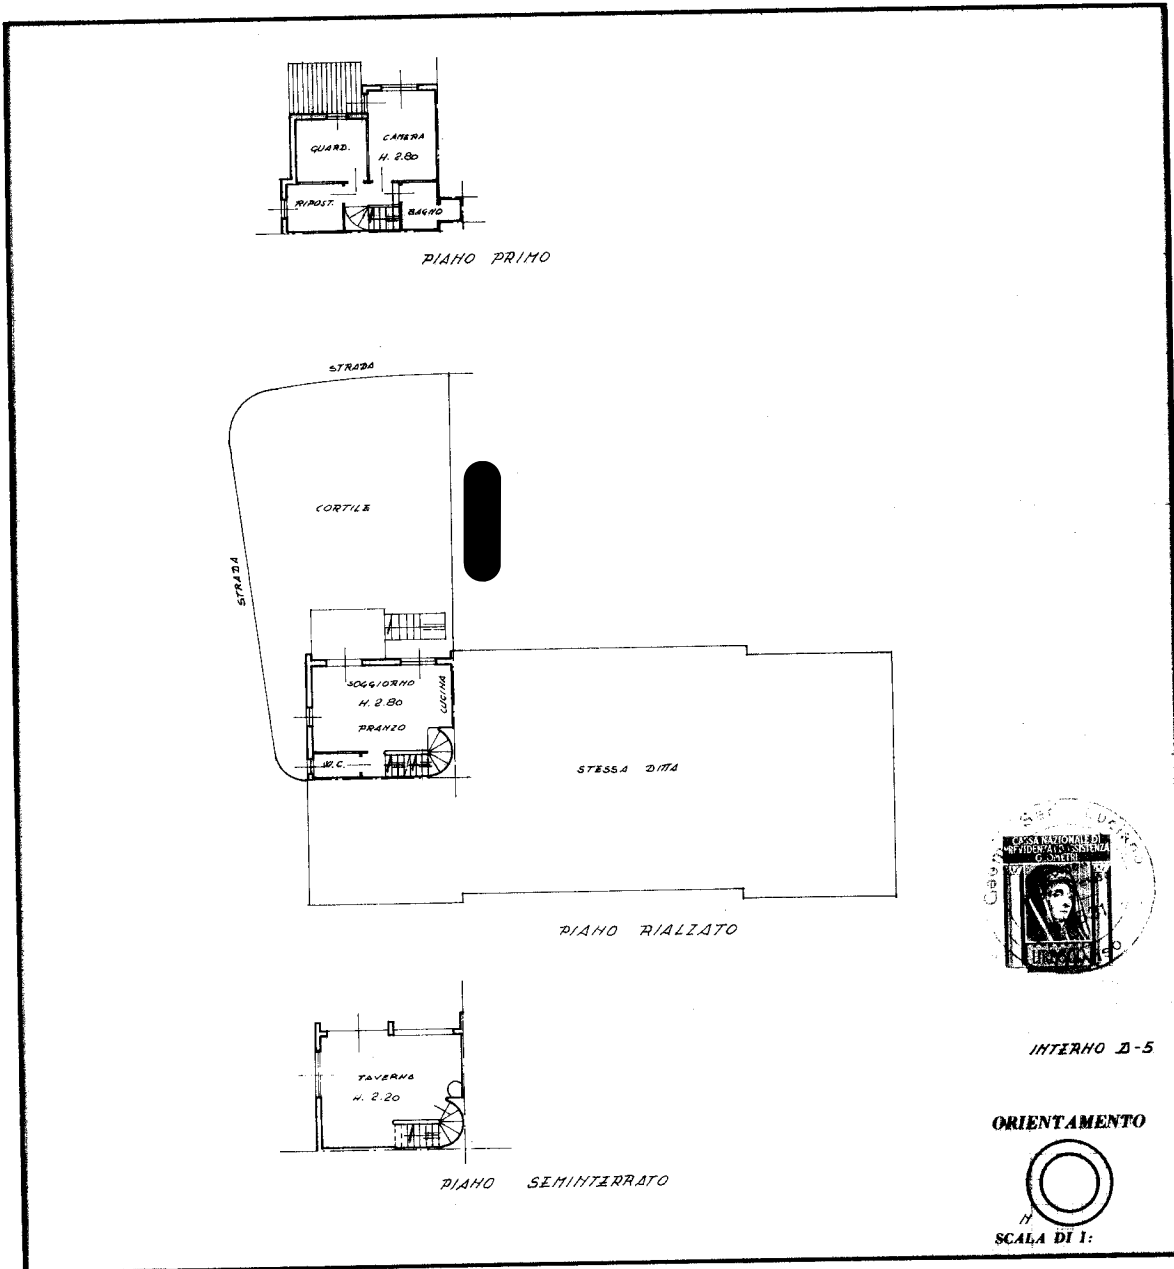 GUARD.
CAMERA
H. 2.80
RIPOST.
BAGNO
PIANO PRIMO
STRADA
CORTILE
STRADA
SOGGIORNO
H. 2.80
PRANZO
CUCINA
W.C.
STESSA DITTA
PIANO RIALZATO
CASSA NAZIONALE DI
PREVIDENZA ED ASSISTENZA
GEOMETRI
TAVERNA
H. 2.20
PIANO SEMINTERRATO
INTERNO D-5
ORIENTAMENTO
N
SCALA DI 1: